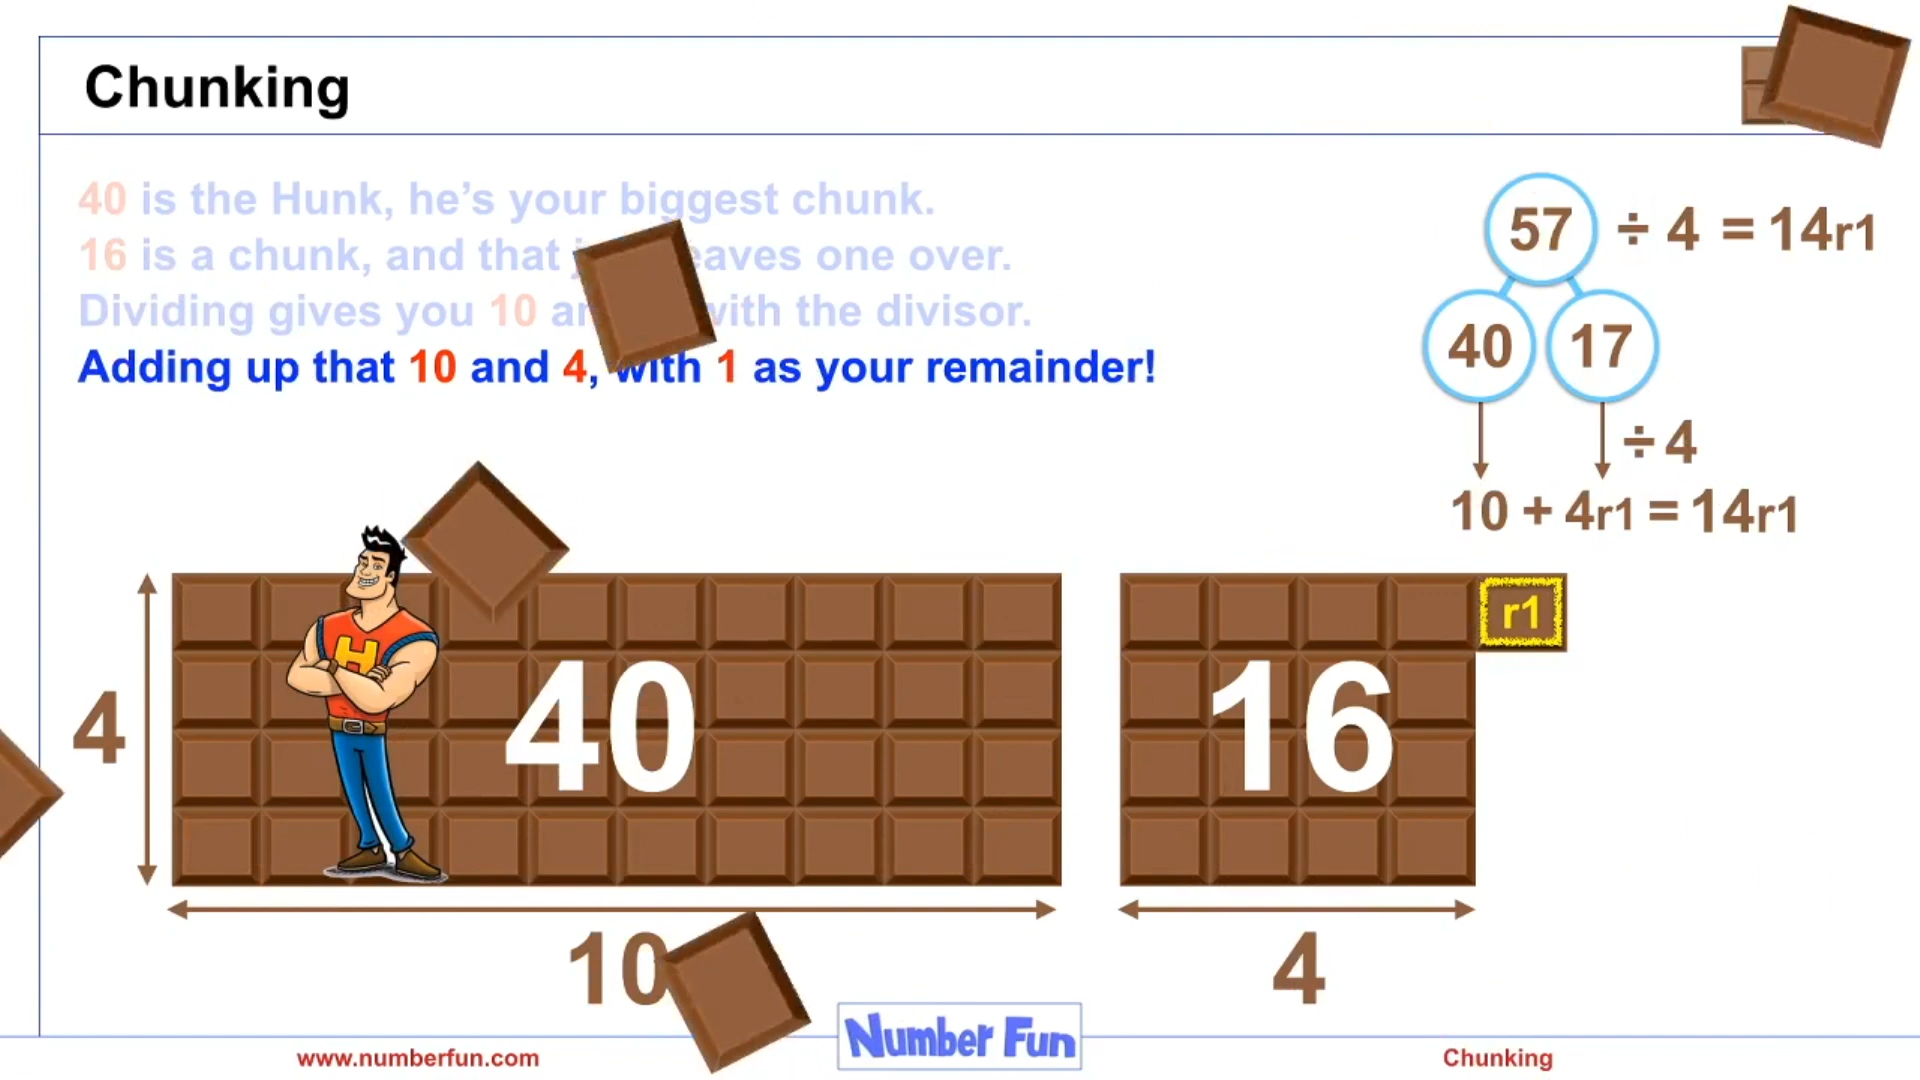 Chunking
40 is the Hunk, he's your biggest chunk.
16 is a chunk, and that leaves one over.
Dividing gives you 10 with the divisor.
Adding up that 10 and 4, with 1 as your remainder!
57 ÷ 4 = 14r1
40 17
÷ 4
10 + 4r1 = 14r1
H
r1
4
40
16
10
4
Number Fun
www.numberfun.com
Chunking